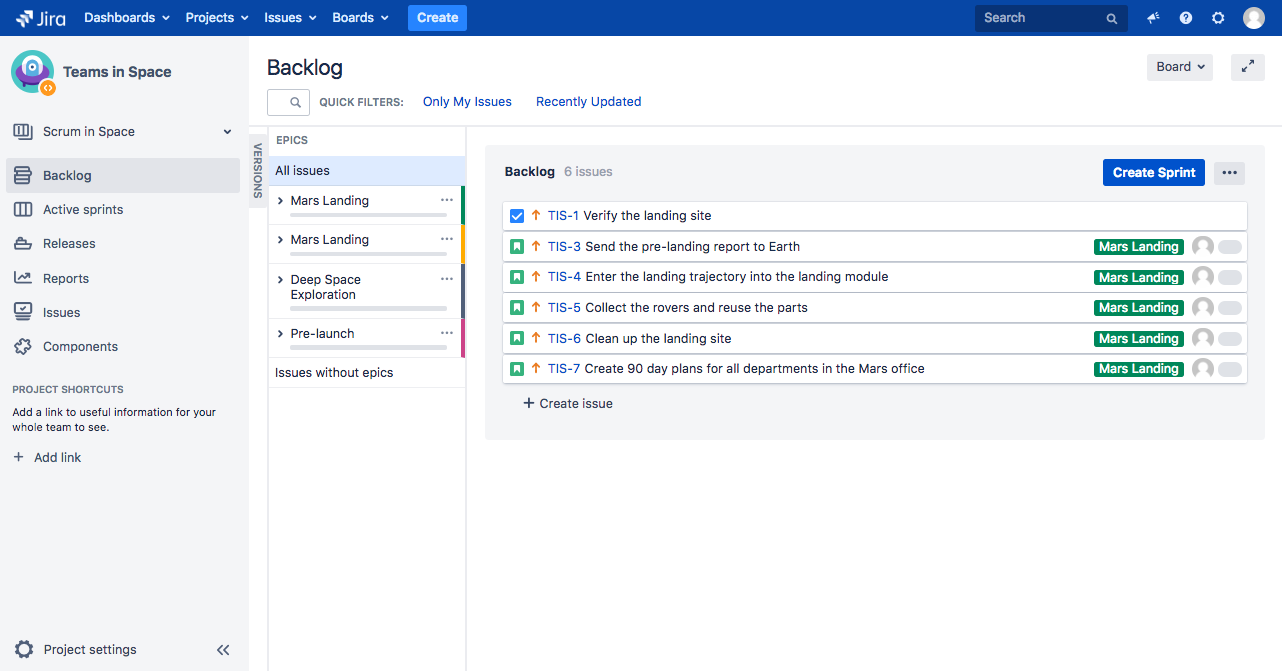 Jira Dashboards Projects Issues Boards Create Search
Teams in Space
Scrum in Space
Backlog
Active sprints
Releases
Reports
Issues
Components
PROJECT SHORTCUTS
Add a link to useful information for your
whole team to see.
+ Add link
Project settings
Backlog
Board
QUICK FILTERS: Only My Issues Recently Updated
VERSIONS
EPICS
All issues
Mars Landing
Mars Landing
Deep Space
Exploration
Pre-launch
Issues without epics
Backlog 6 issues Create Sprint
TIS-1 Verify the landing site
TIS-3 Send the pre-landing report to Earth Mars Landing
TIS-4 Enter the landing trajectory into the landing module Mars Landing
TIS-5 Collect the rovers and reuse the parts Mars Landing
TIS-6 Clean up the landing site Mars Landing
TIS-7 Create 90 day plans for all departments in the Mars office Mars Landing
+ Create issue